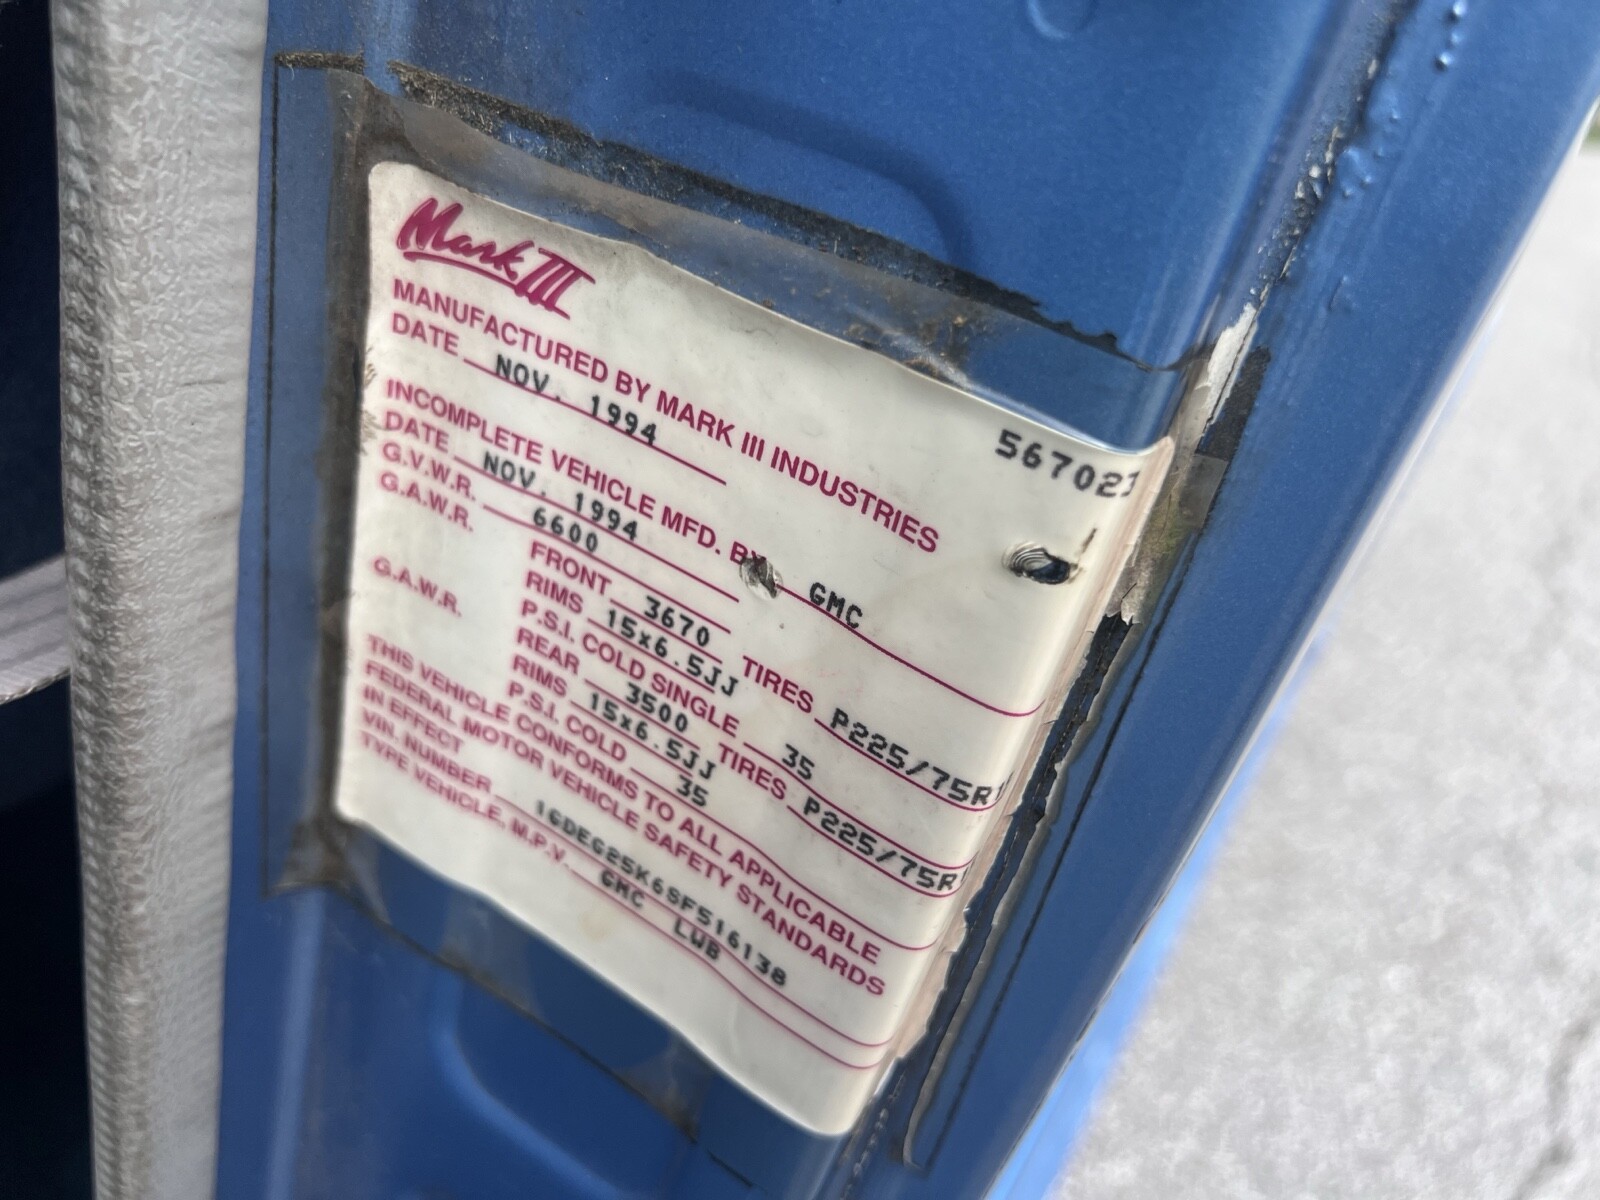 Mark III
567023
MANUFACTURED BY MARK III INDUSTRIES
DATE NOV. 1994
INCOMPLETE VEHICLE MFD. BY GMC
DATE NOV. 1994
G.V.W.R. 6600
G.A.W.R. FRONT 3670 TIRES P225/75R
RIMS 15x6.5JJ
P.S.I. COLD SINGLE 35
G.A.W.R. REAR 3500 TIRES P225/75R
RIMS 15x6.5JJ
P.S.I. COLD 35
THIS VEHICLE CONFORMS TO ALL APPLICABLE
FEDERAL MOTOR VEHICLE SAFETY STANDARDS
IN EFFECT
VIN. NUMBER 1GDEG25K6SF516138
TYPE VEHICLE, M.P.V. GMC LWB